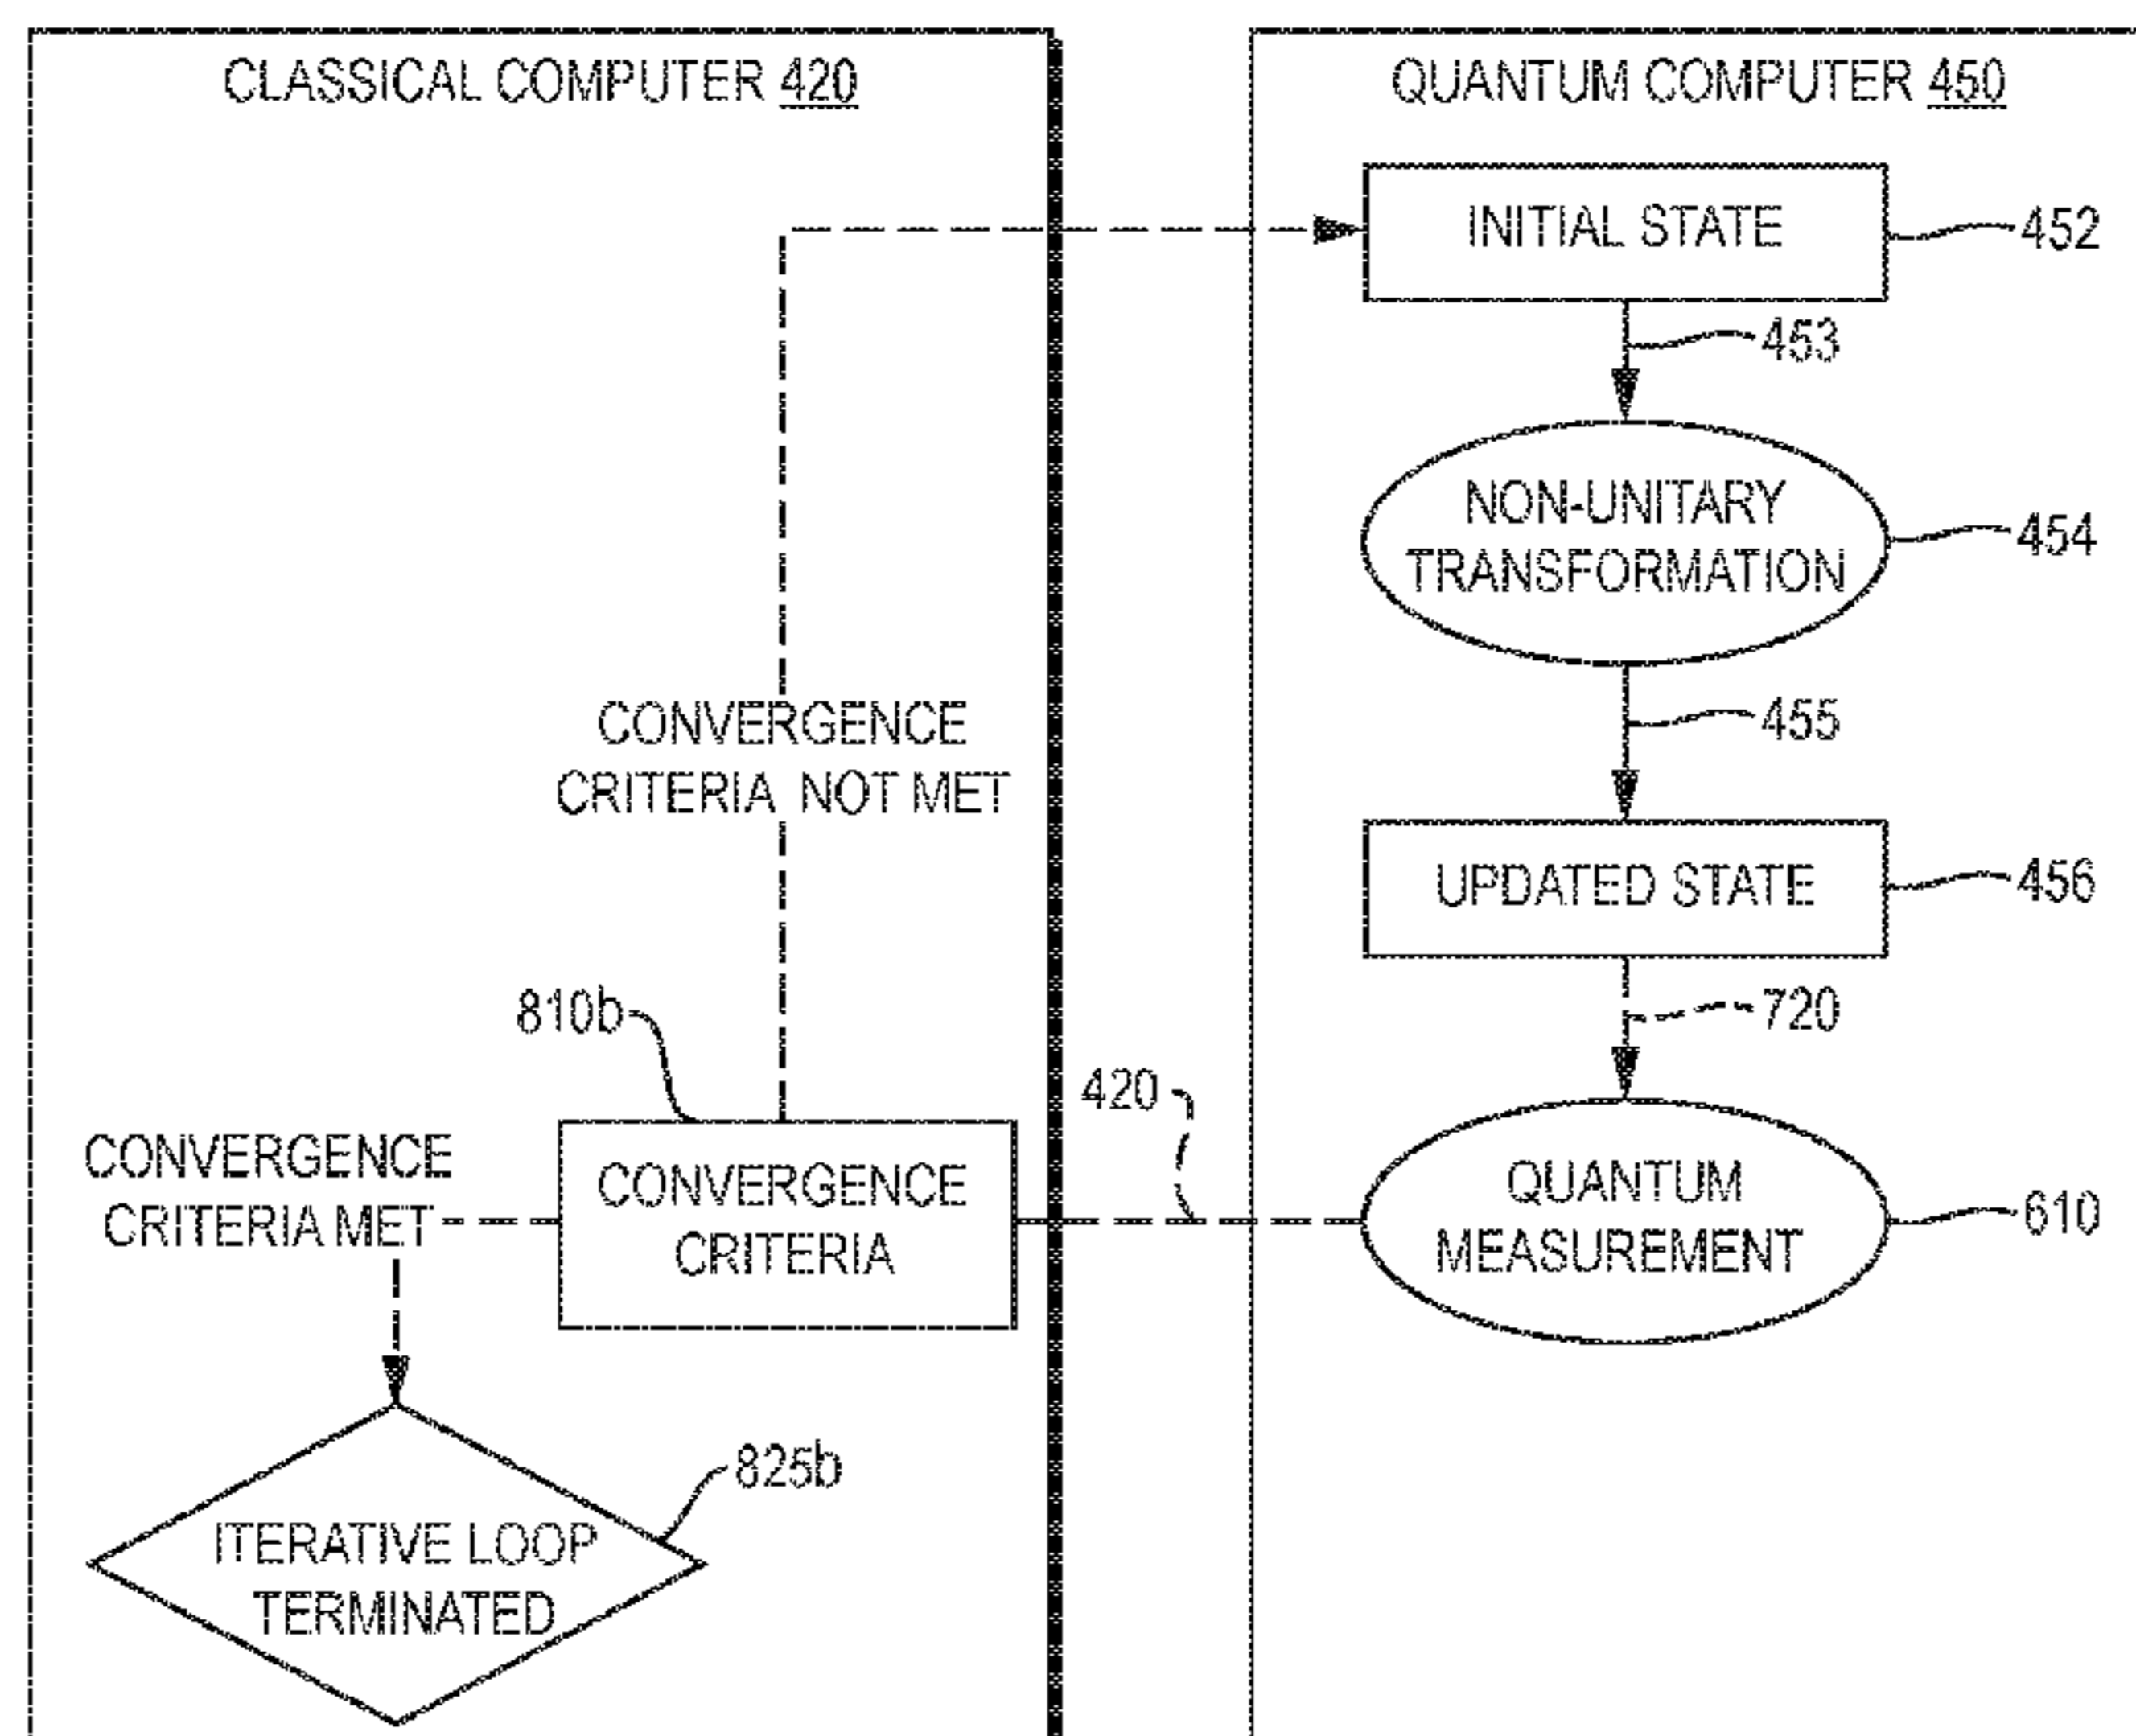 CLASSICAL COMPUTER 420
QUANTUM COMPUTER 450
INITIAL STATE
452
453
NON-UNITARY
TRANSFORMATION
454
455
CONVERGENCE
CRITERIA NOT MET
UPDATED STATE
456
720
810b
420
CONVERGENCE
CRITERIA MET
CONVERGENCE
CRITERIA
QUANTUM
MEASUREMENT
610
825b
ITERATIVE LOOP
TERMINATED